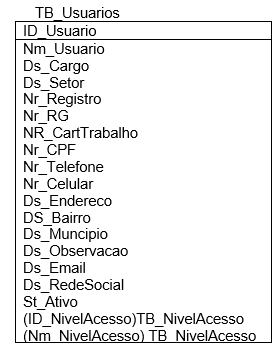 TB_Usuarios
ID_Usuario
Nm_Usuario
Ds_Cargo
Ds_Setor
Nr_Registro
Nr_RG
NR_CartTrabalho
Nr_CPF
Nr_Telefone
Nr_Celular
Ds_Endereco
DS_Bairro
Ds_Muncipio
Ds_Observacao
Ds_Email
Ds_RedeSocial
St_Ativo
(ID_NivelAcesso)TB_NivelAcesso
(Nm_NivelAcesso) TB_NivelAcesso